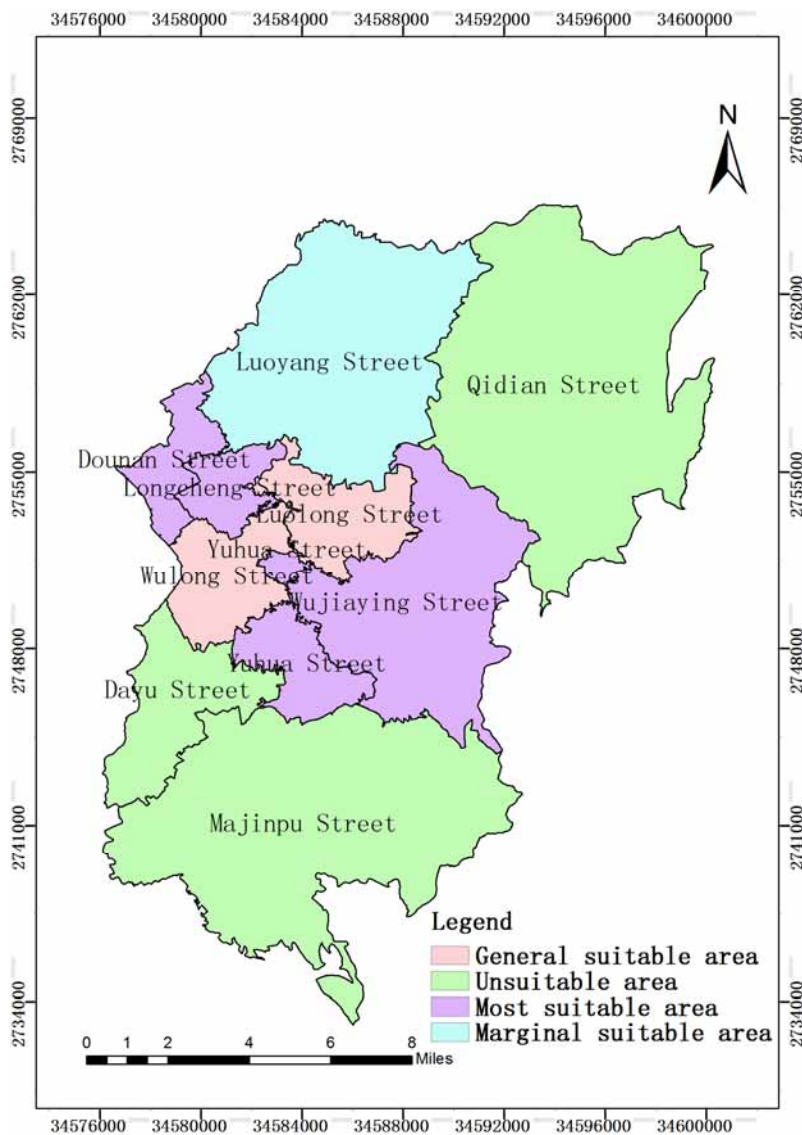 34576000 34580000 34584000 34588000 34592000 34596000 34600000
2769000 2769000
N
2762000 2762000
Luoyang Street
Qidian Street
Dounan Street
2755000 2755000
Longcheng Street
Luolong Street
Yuhua Street
Wulong Street
Wujiaying Street
2748000 2748000
Yuhua Street
Dayu Street
Majinpu Street
2741000 2741000
Legend
General suitable area
Unsuitable area
Most suitable area
Marginal suitable area
2734000 2734000
0 1 2 4 6 8
Miles
34576000 34580000 34584000 34588000 34592000 34596000 34600000